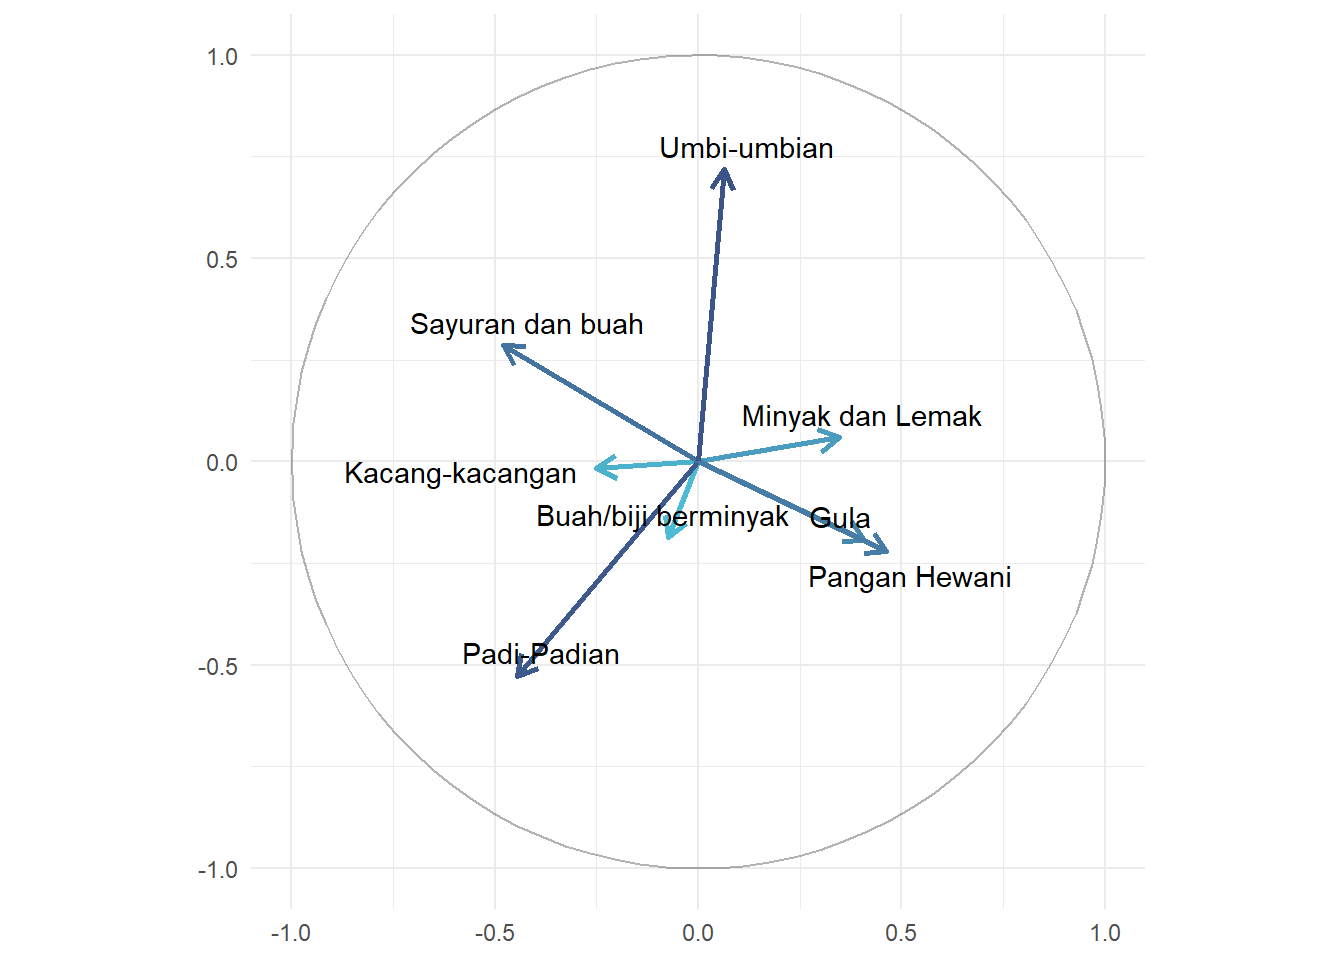 1.0
Umbi-umbian
0.5
Sayuran dan buah
Minyak dan Lemak
0.0
Kacang-kacangan
Buah/biji berminyak
Gula
Pangan Hewani
Padi-Padian
-0.5
-1.0
-1.0 -0.5 0.0 0.5 1.0